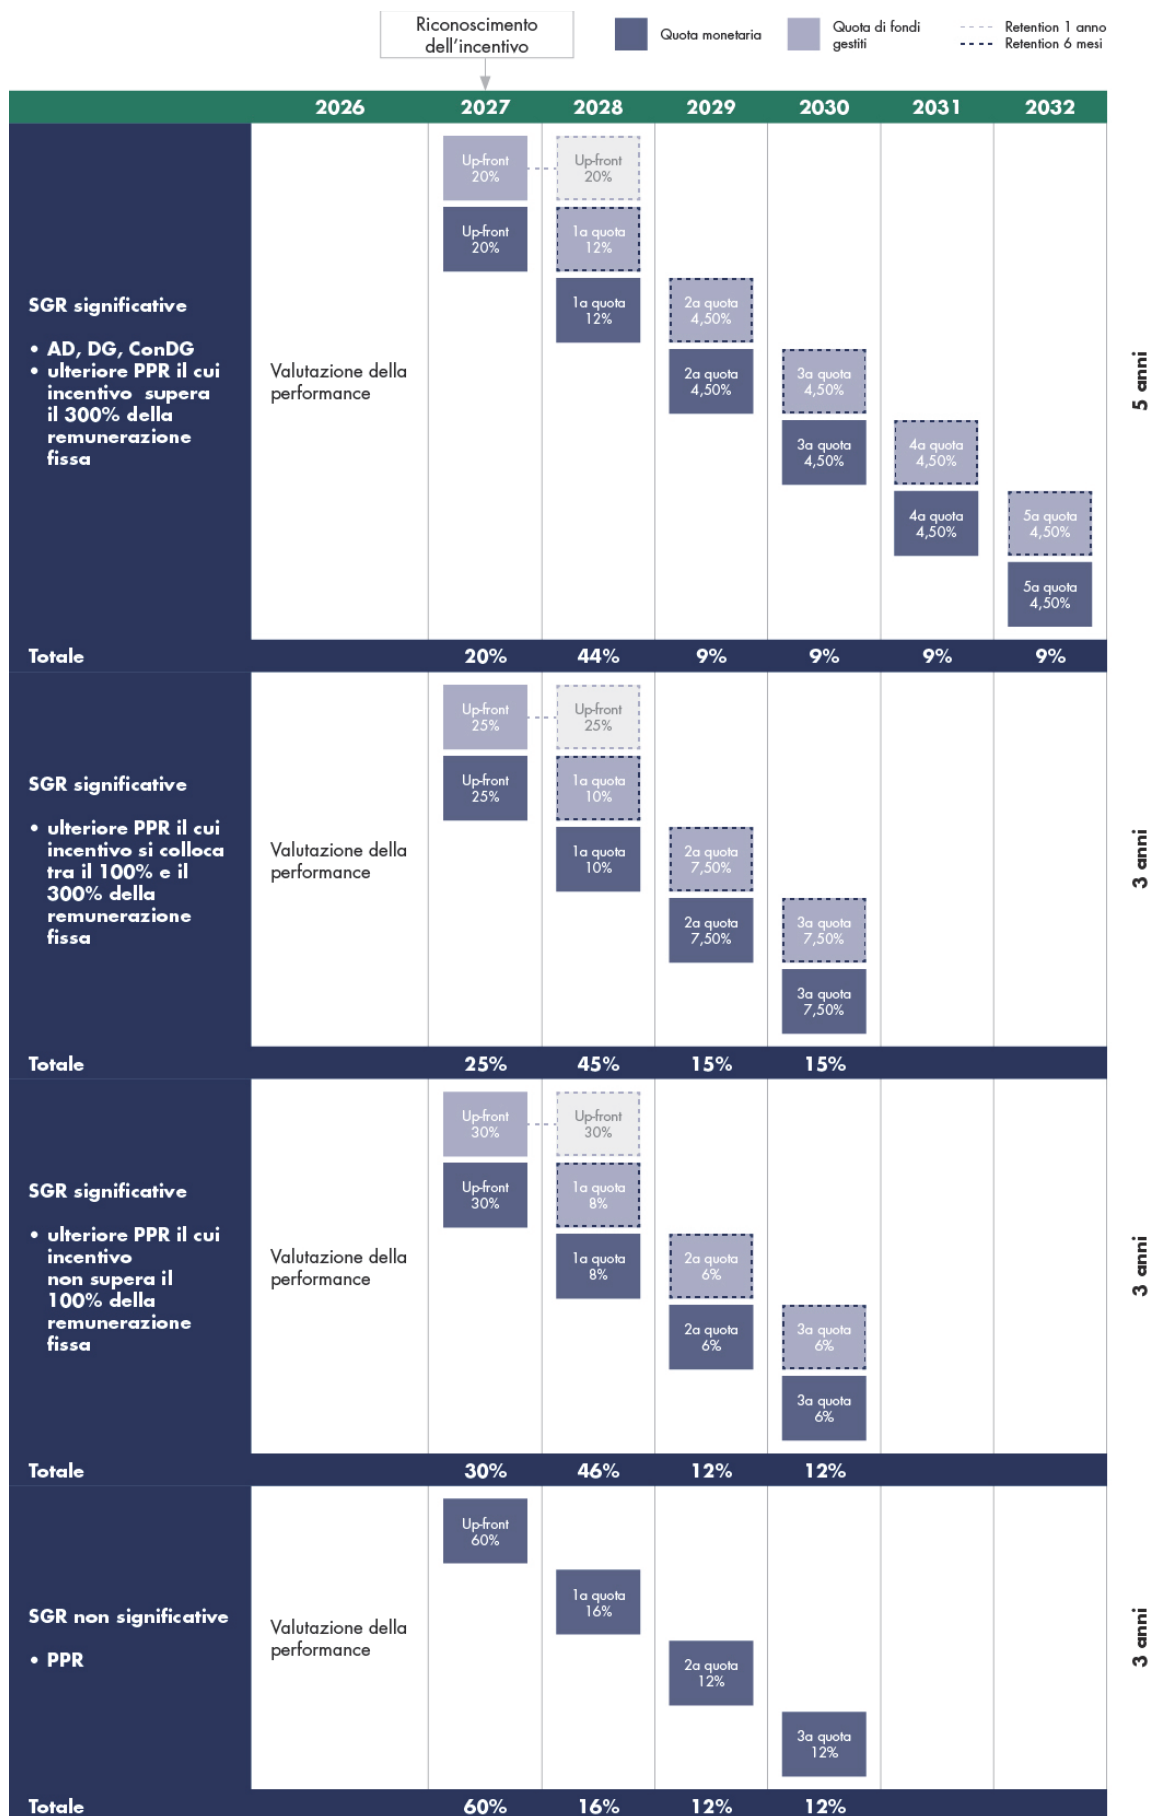 Riconoscimento
dell'incentivo
Quota monetaria
Quota di fondi
gestiti
Retention 1 anno
Retention 6 mesi
2026 2027 2028 2029 2030 2031 2032
SGR significative
• AD, DG, ConDG
• ulteriore PPR il cui
incentivo supera
il 300% della
remunerazione
fissa
Valutazione della
performance
Up-front
20%
Up-front
20%
Up-front
20%
1a quota
12%
1a quota
12%
2a quota
4,50%
2a quota
4,50%
3a quota
4,50%
3a quota
4,50%
4a quota
4,50%
4a quota
4,50%
5a quota
4,50%
5a quota
4,50%
5 anni
Totale 20% 44% 9% 9% 9% 9%
SGR significative
• ulteriore PPR il cui
incentivo si colloca
tra il 100% e il
300% della
remunerazione
fissa
Valutazione della
performance
Up-front
25%
Up-front
25%
Up-front
25%
1a quota
10%
1a quota
10%
2a quota
7,50%
2a quota
7,50%
3a quota
7,50%
3a quota
7,50%
3 anni
Totale 25% 45% 15% 15%
SGR significative
• ulteriore PPR il cui
incentivo
non supera il
100% della
remunerazione
fissa
Valutazione della
performance
Up-front
30%
Up-front
30%
Up-front
30%
1a quota
8%
1a quota
8%
2a quota
6%
2a quota
6%
3a quota
6%
3a quota
6%
3 anni
Totale 30% 46% 12% 12%
SGR non significative
• PPR
Valutazione della
performance
Up-front
60%
1a quota
16%
2a quota
12%
3a quota
12%
3 anni
Totale 60% 16% 12% 12%